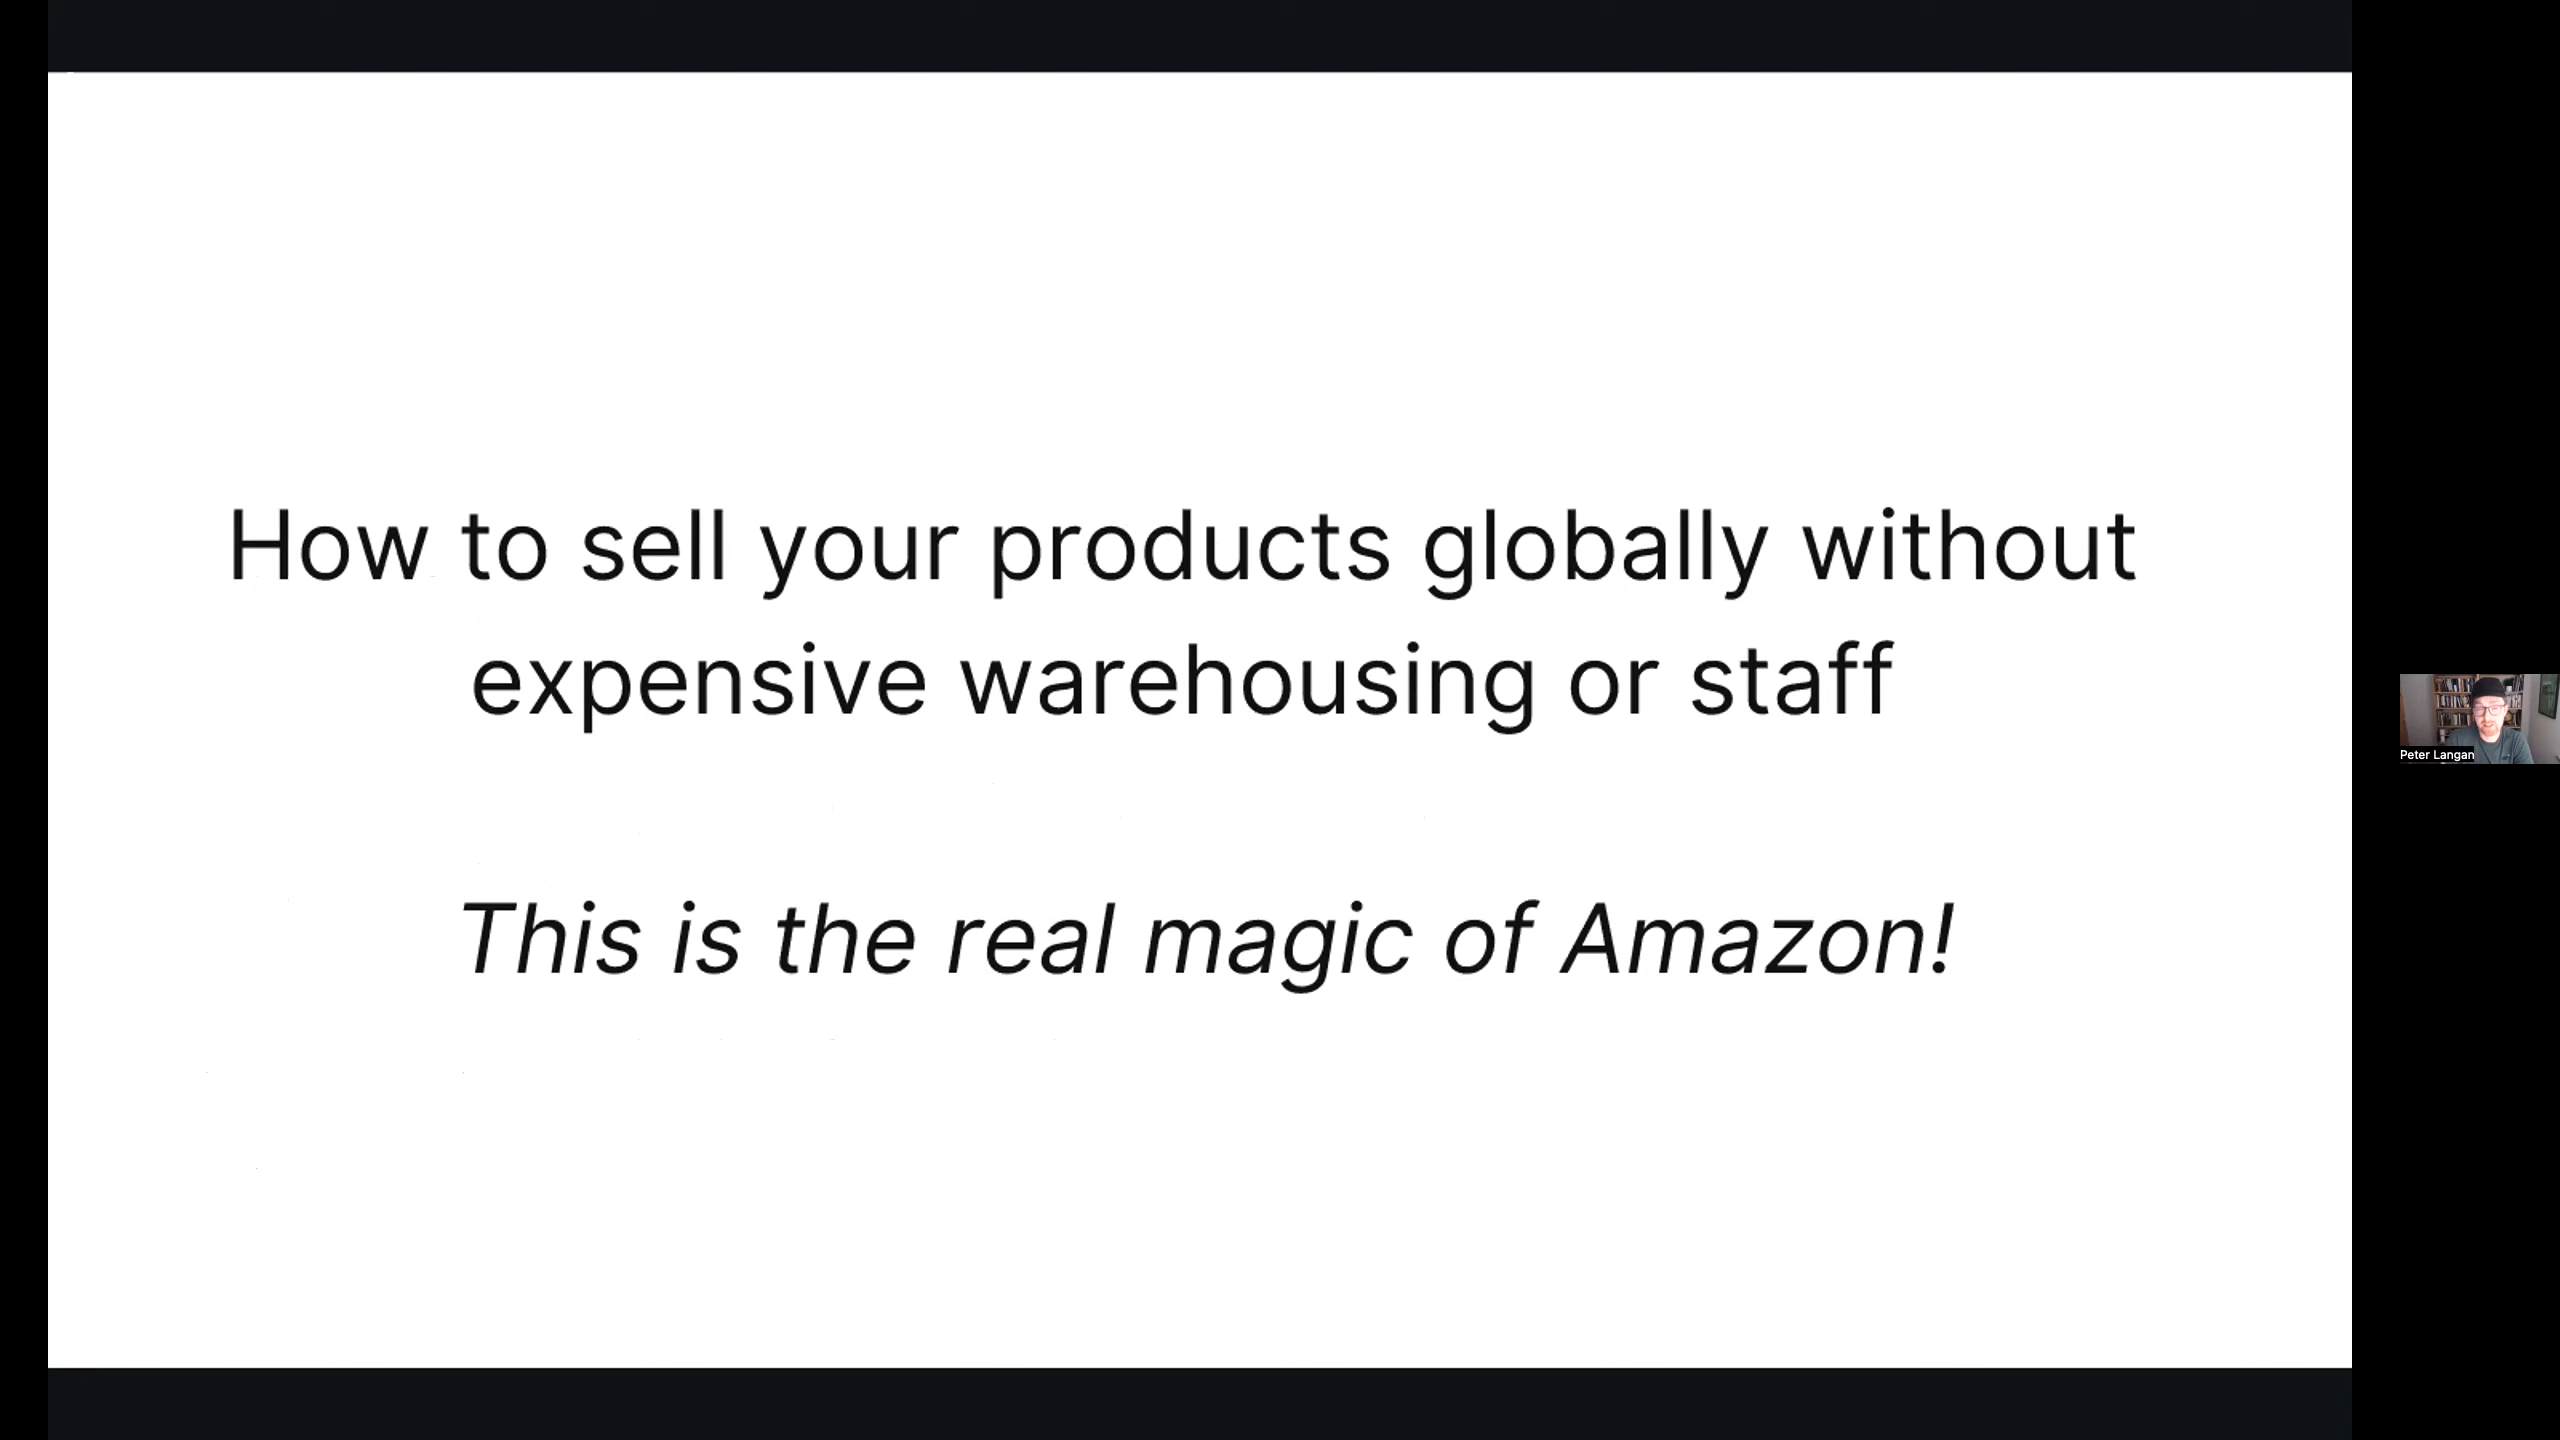 How to sell your products globally without
expensive warehousing or staff
This is the real magic of Amazon!
Peter Langan